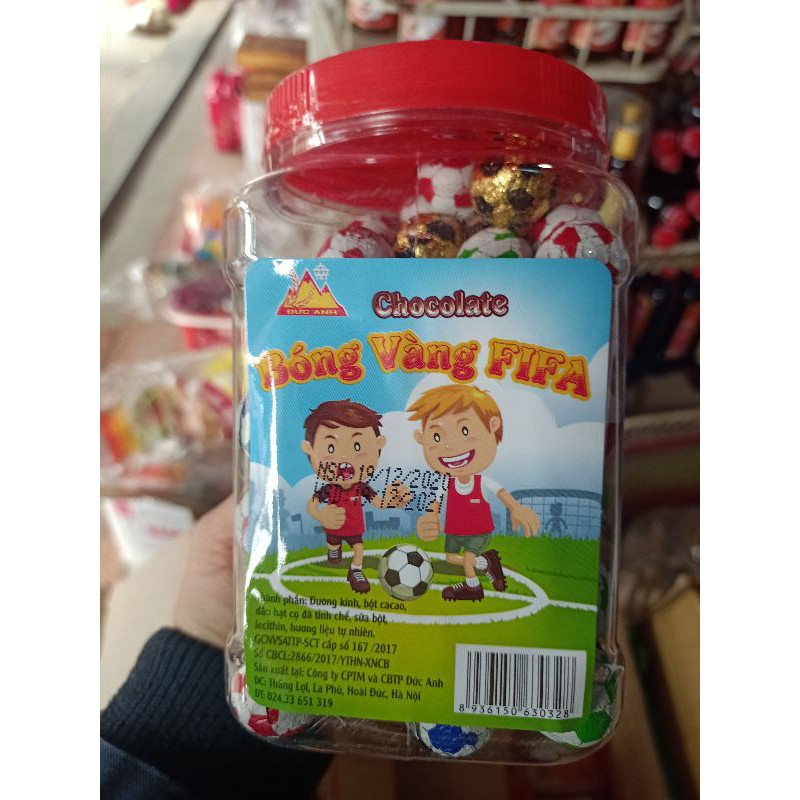 ĐỨC ANH
Chocolate
Bóng Vàng FIFA
NSX 19/12/2020
12/2021
Thành phần: Đường kính, bột cacao,
dầu hạt cọ đã tinh chế, sữa bột,
lecithin, hương liệu tự nhiên.
GCNVSATTP-SCT cấp số 167 /2017
Số CBCL:2866/2017/YTHN-XNCB
Sản xuất tại: Công ty CPTM và CBTP Đức Anh
ĐC: Thắng Lợi, La Phù, Hoài Đức, Hà Nội
ĐT: 024.33 651 319
8 936150 630328